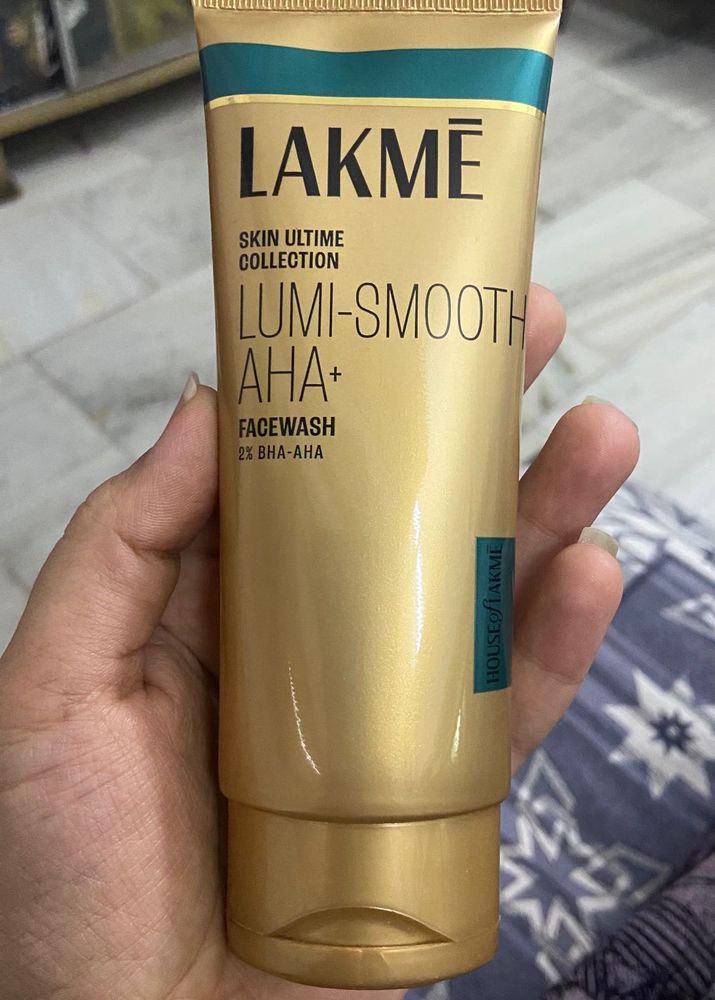 LAKMĒ
SKIN ULTIME
COLLECTION
LUMI-SMOOTH
AHA+
FACEWASH
2% BHA-AHA
HOUSE of LAKMĒ